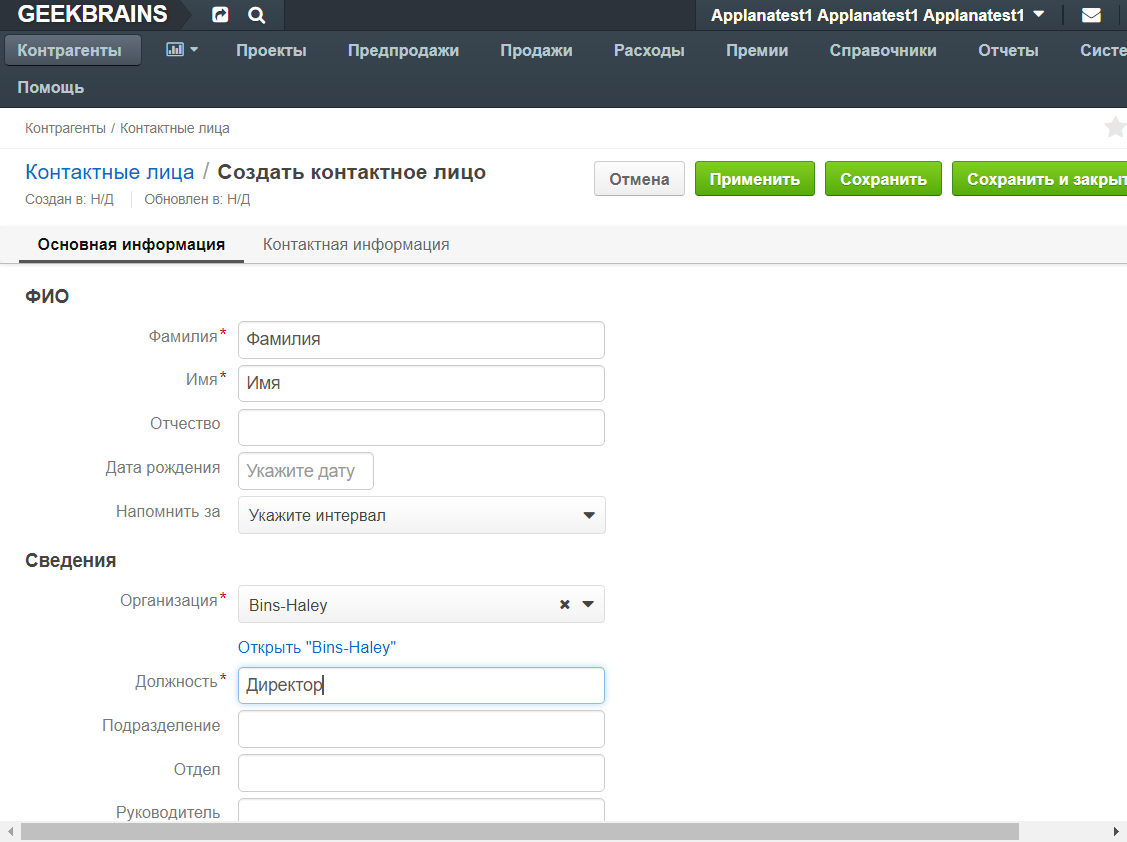 GEEKBRAINS Applanatest1 Applanatest1 Applanatest1
Контрагенты Проекты Предпродажи Продажи Расходы Премии Справочники Отчеты Систе
Помощь
Контрагенты / Контактные лица
Контактные лица / Создать контактное лицо Отмена Применить Сохранить Сохранить и закрыт
Создан в: Н/Д Обновлен в: Н/Д
Основная информация Контактная информация
ФИО
Фамилия* Фамилия
Имя* Имя
Отчество
Дата рождения Укажите дату
Напомнить за Укажите интервал
Сведения
Организация* Bins-Haley
Открыть "Bins-Haley"
Должность* Директор
Подразделение
Отдел
Руководитель